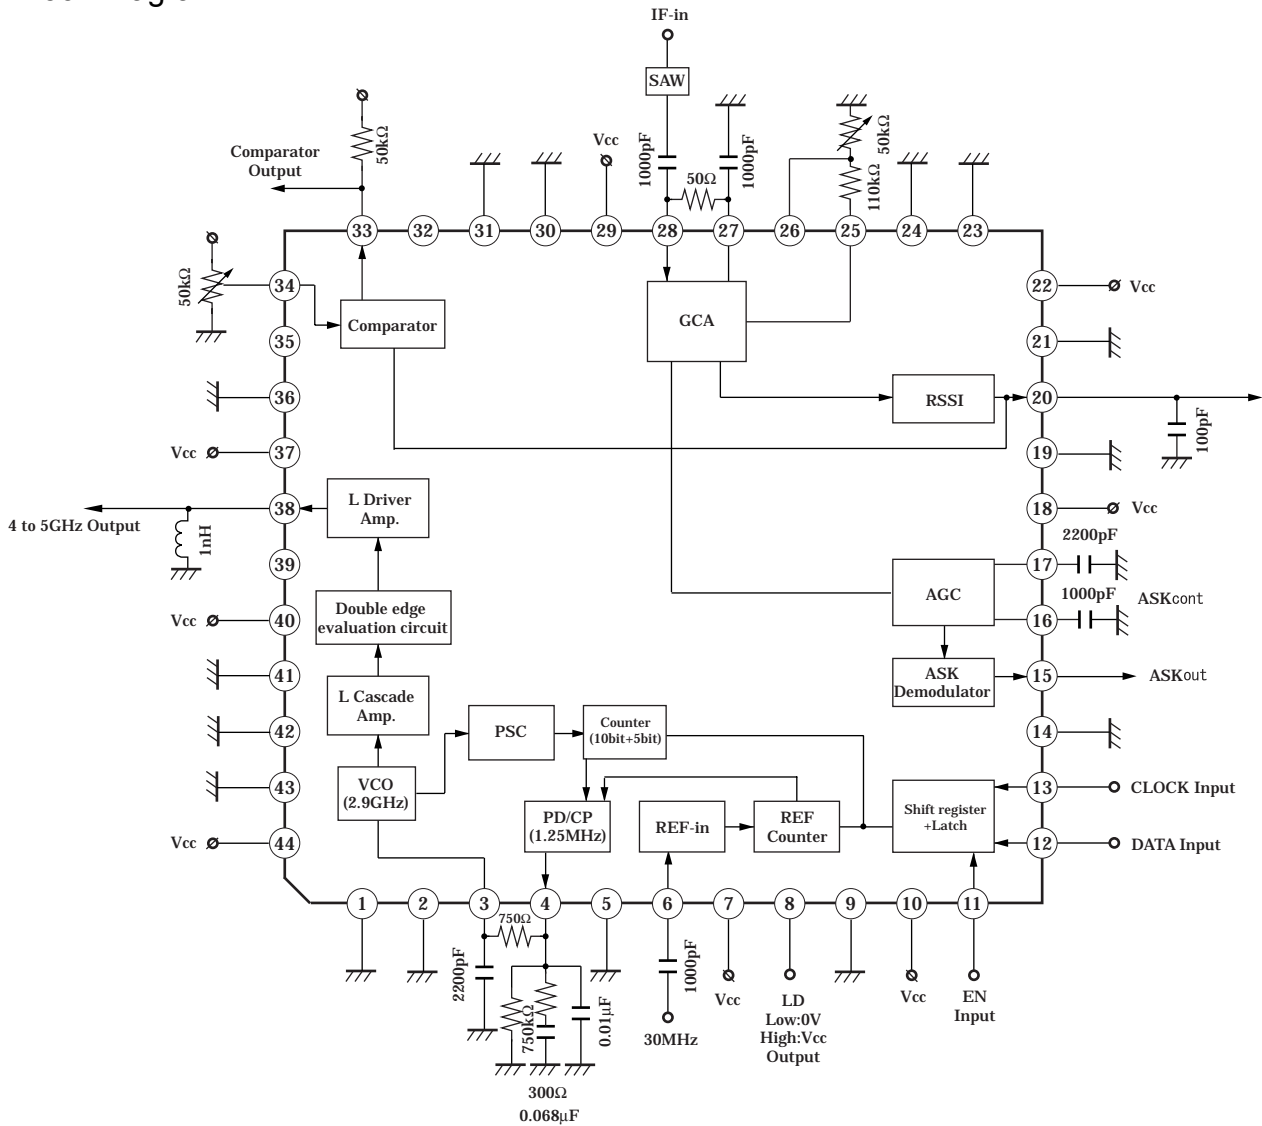 IF-in
SAW
50kΩ
Vcc
1000pF
50Ω
1000pF
50kΩ
110kΩ
Comparator
Output
33
32
31
30
29
28
27
26
25
24
23
50kΩ
34
Comparator
GCA
22
Vcc
35
21
36
RSSI
20
100pF
Vcc
37
19
L Driver
Amp.
38
18
Vcc
4 to 5GHz Output
1nH
2200pF
39
17
Double edge
evaluation circuit
AGC
1000pF
ASKcont
Vcc
40
16
41
L Cascade
Amp.
ASK
Demodulator
15
ASKout
42
PSC
Counter
(10bit+5bit)
14
43
VCO
(2.9GHz)
13
CLOCK Input
PD/CP
(1.25MHz)
REF-in
REF
Counter
Shift register
+Latch
Vcc
44
12
DATA Input
1
2
3
4
5
6
7
8
9
10
11
750Ω
2200pF
750kΩ
0.01µF
1000pF
30MHz
Vcc
LD
Low:0V
High:Vcc
Output
Vcc
EN
Input
300Ω
0.068µF